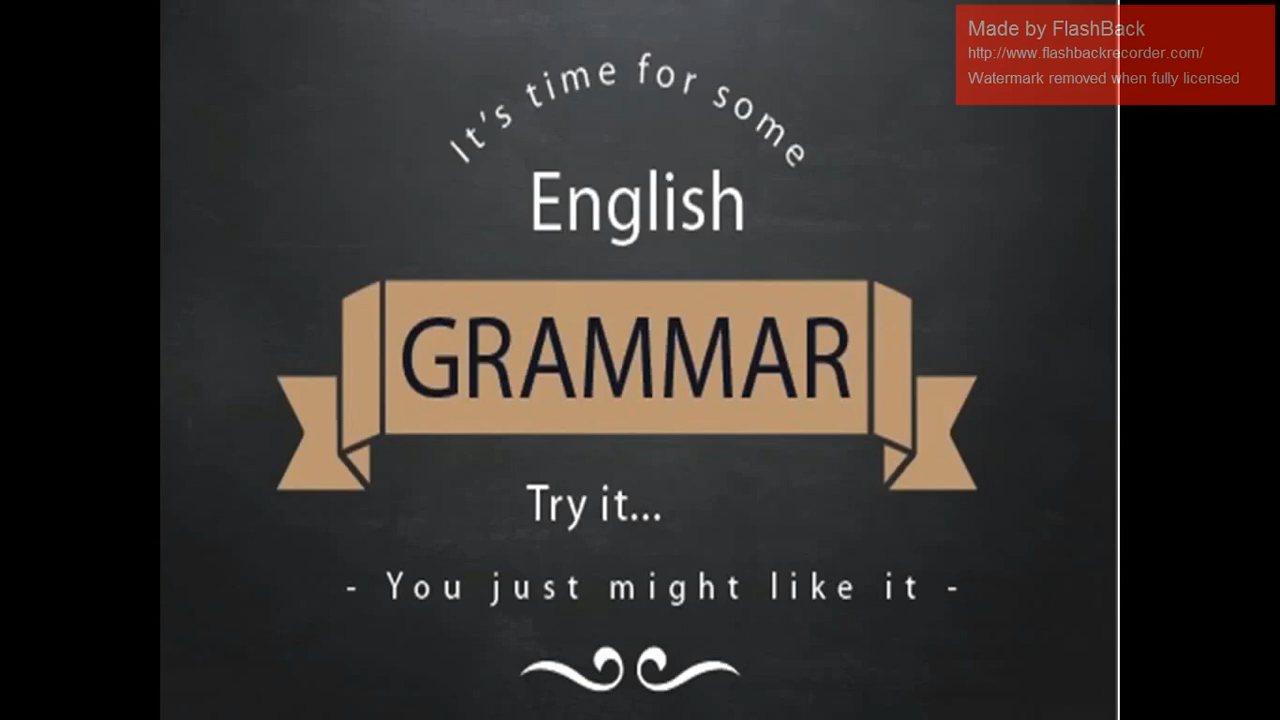 Made by FlashBack
http://www.flashbackrecorder.com/
Watermark removed when fully licensed
It's time for some
English
GRAMMAR
Try it...
- You just might like it -